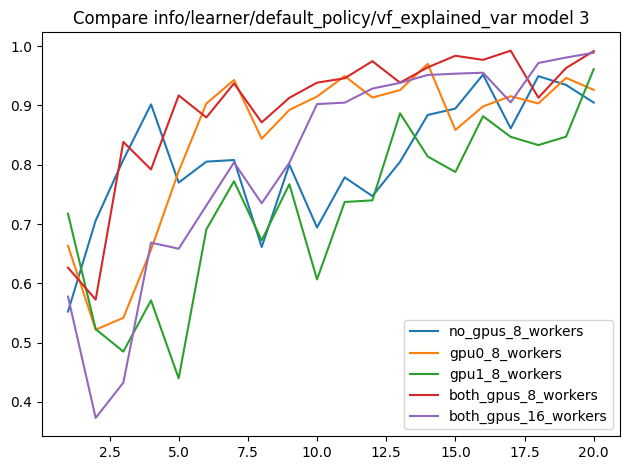 Compare info/learner/default_policy/vf_explained_var model 3
1.0
0.9
0.8
0.7
0.6
0.5
0.4
no_gpus_8_workers
gpu0_8_workers
gpu1_8_workers
both_gpus_8_workers
both_gpus_16_workers
2.5 5.0 7.5 10.0 12.5 15.0 17.5 20.0